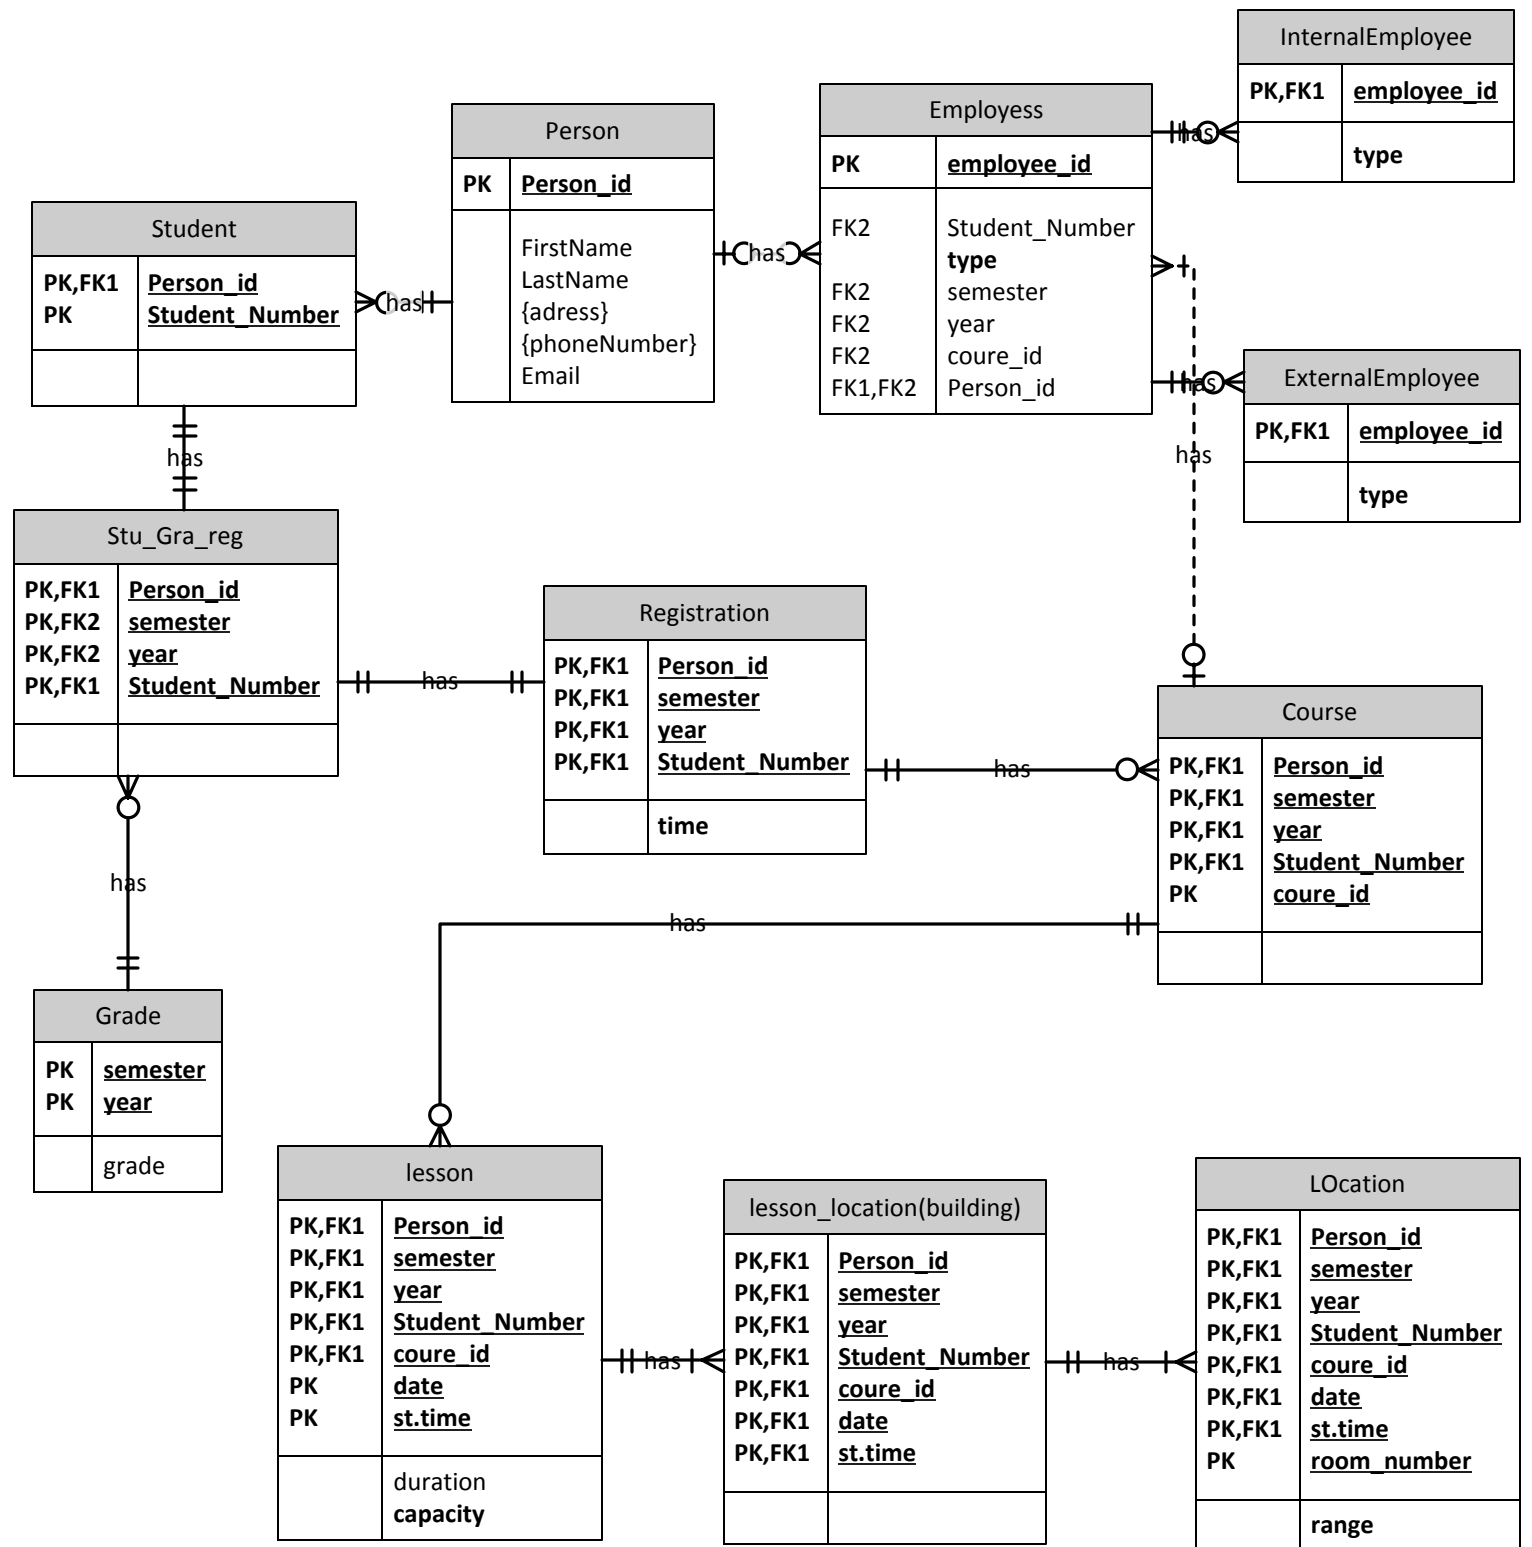 InternalEmployee
PK,FK1 employee_id
type
Employess
PK employee_id
FK2 Student_Number
type
FK2 semester
FK2 year
FK2 coure_id
FK1,FK2 Person_id
has
Person
PK Person_id
FirstName
LastName
{adress}
{phoneNumber}
Email
has
Student
PK,FK1 Person_id
PK Student_Number
has
has
ExternalEmployee
PK,FK1 employee_id
type
has
has
Stu_Gra_reg
PK,FK1 Person_id
PK,FK2 semester
PK,FK2 year
PK,FK1 Student_Number
has
Registration
PK,FK1 Person_id
PK,FK1 semester
PK,FK1 year
PK,FK1 Student_Number
time
has
Course
PK,FK1 Person_id
PK,FK1 semester
PK,FK1 year
PK,FK1 Student_Number
PK coure_id
has
has
Grade
PK semester
PK year
grade
lesson
PK,FK1 Person_id
PK,FK1 semester
PK,FK1 year
PK,FK1 Student_Number
PK,FK1 coure_id
PK date
PK st.time
duration
capacity
has
lesson_location(building)
PK,FK1 Person_id
PK,FK1 semester
PK,FK1 year
PK,FK1 Student_Number
PK,FK1 coure_id
PK,FK1 date
PK,FK1 st.time
has
LOcation
PK,FK1 Person_id
PK,FK1 semester
PK,FK1 year
PK,FK1 Student_Number
PK,FK1 coure_id
PK,FK1 date
PK,FK1 st.time
PK room_number
range